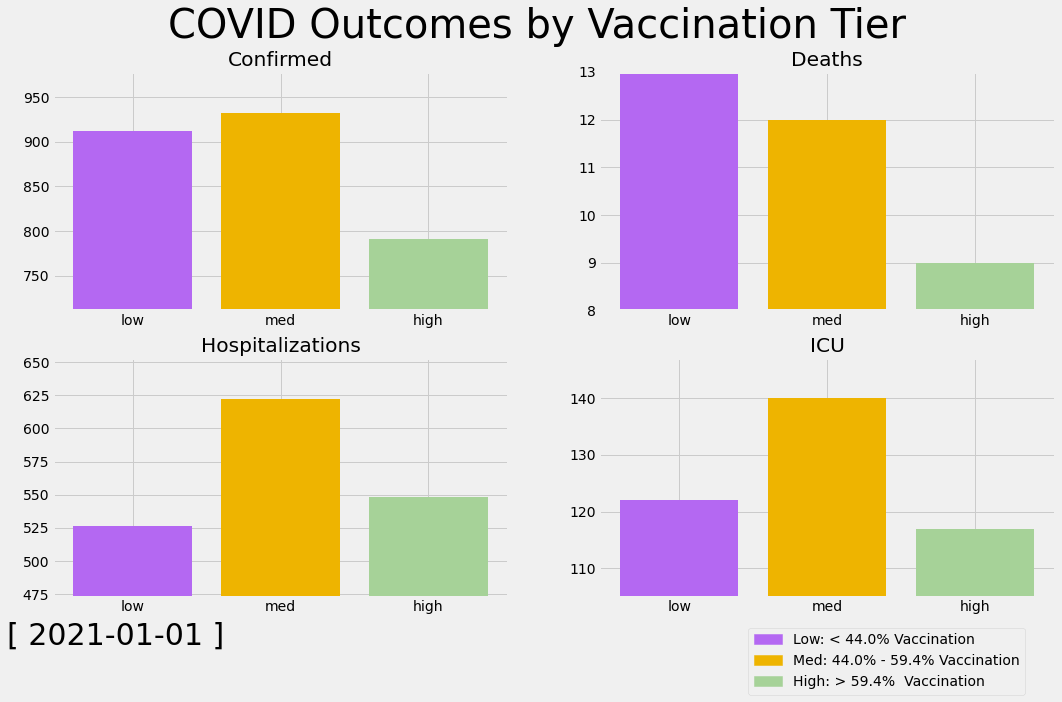 COVID Outcomes by Vaccination Tier
Confirmed
950
900
850
800
750
low med high
Deaths
13
12
11
10
9
8
low med high
Hospitalizations
650
625
600
575
550
525
500
475
low med high
ICU
140
130
120
110
low med high
[ 2021-01-01 ]
Low: < 44.0% Vaccination
Med: 44.0% - 59.4% Vaccination
High: > 59.4%  Vaccination